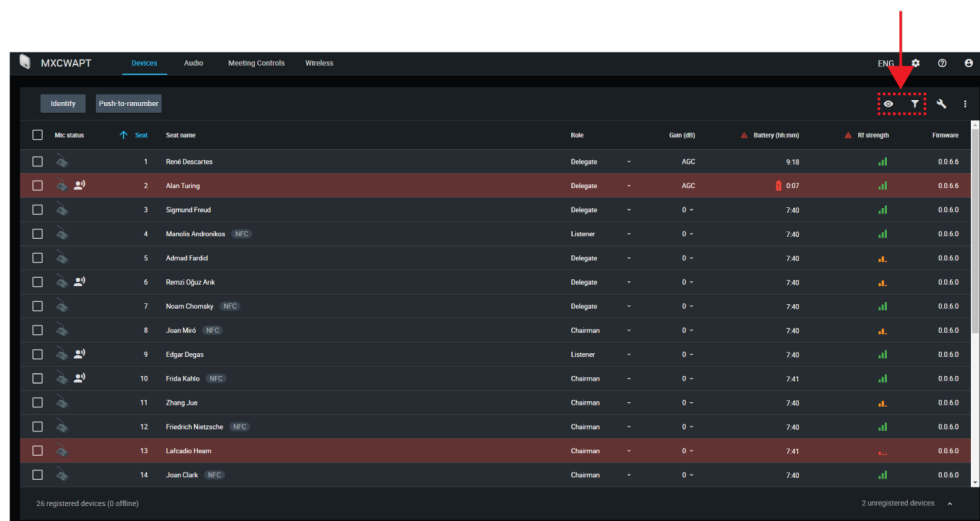 MXCWAPT Devices Audio Meeting Controls Wireless ENG
Identify Push-to-renumber
Mic status Seat Seat name Role Gain (dB) Battery (hh:mm) Rf strength Firmware
1 René Descartes Delegate AGC 9:18 0.0.6.6
2 Alan Turing Delegate AGC 0:07 0.0.6.6
3 Sigmund Freud Delegate 0 7:40 0.0.6.0
4 Manolis Andronikos NFC Listener 0 7:40 0.0.6.0
5 Admad Fardid Delegate 0 7:40 0.0.6.0
6 Remzi Oğuz Arık Delegate 0 7:40 0.0.6.0
7 Noam Chomsky NFC Delegate 0 7:40 0.0.6.0
8 Joan Miró NFC Chairman 0 7:40 0.0.6.0
9 Edgar Degas Listener 0 7:40 0.0.6.0
10 Frida Kahlo NFC Chairman 0 7:41 0.0.6.0
11 Zhang Jue Chairman 0 7:40 0.0.6.0
12 Friedrich Nietzsche NFC Chairman 0 7:40 0.0.6.0
13 Lafcadio Hearn Chairman 0 7:41 0.0.6.0
14 Joan Clark NFC Chairman 0 7:40 0.0.6.0
26 registered devices (0 offline) 2 unregistered devices